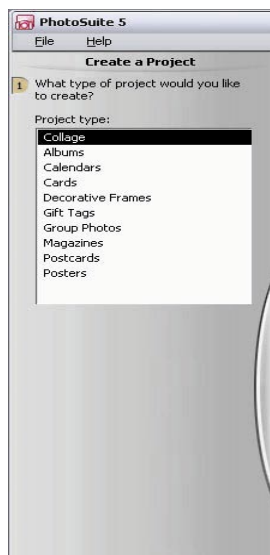 PhotoSuite 5
File Help
Create a Project
1 What type of project would you like
to create?
Project type:
Collage
Albums
Calendars
Cards
Decorative Frames
Gift Tags
Group Photos
Magazines
Postcards
Posters